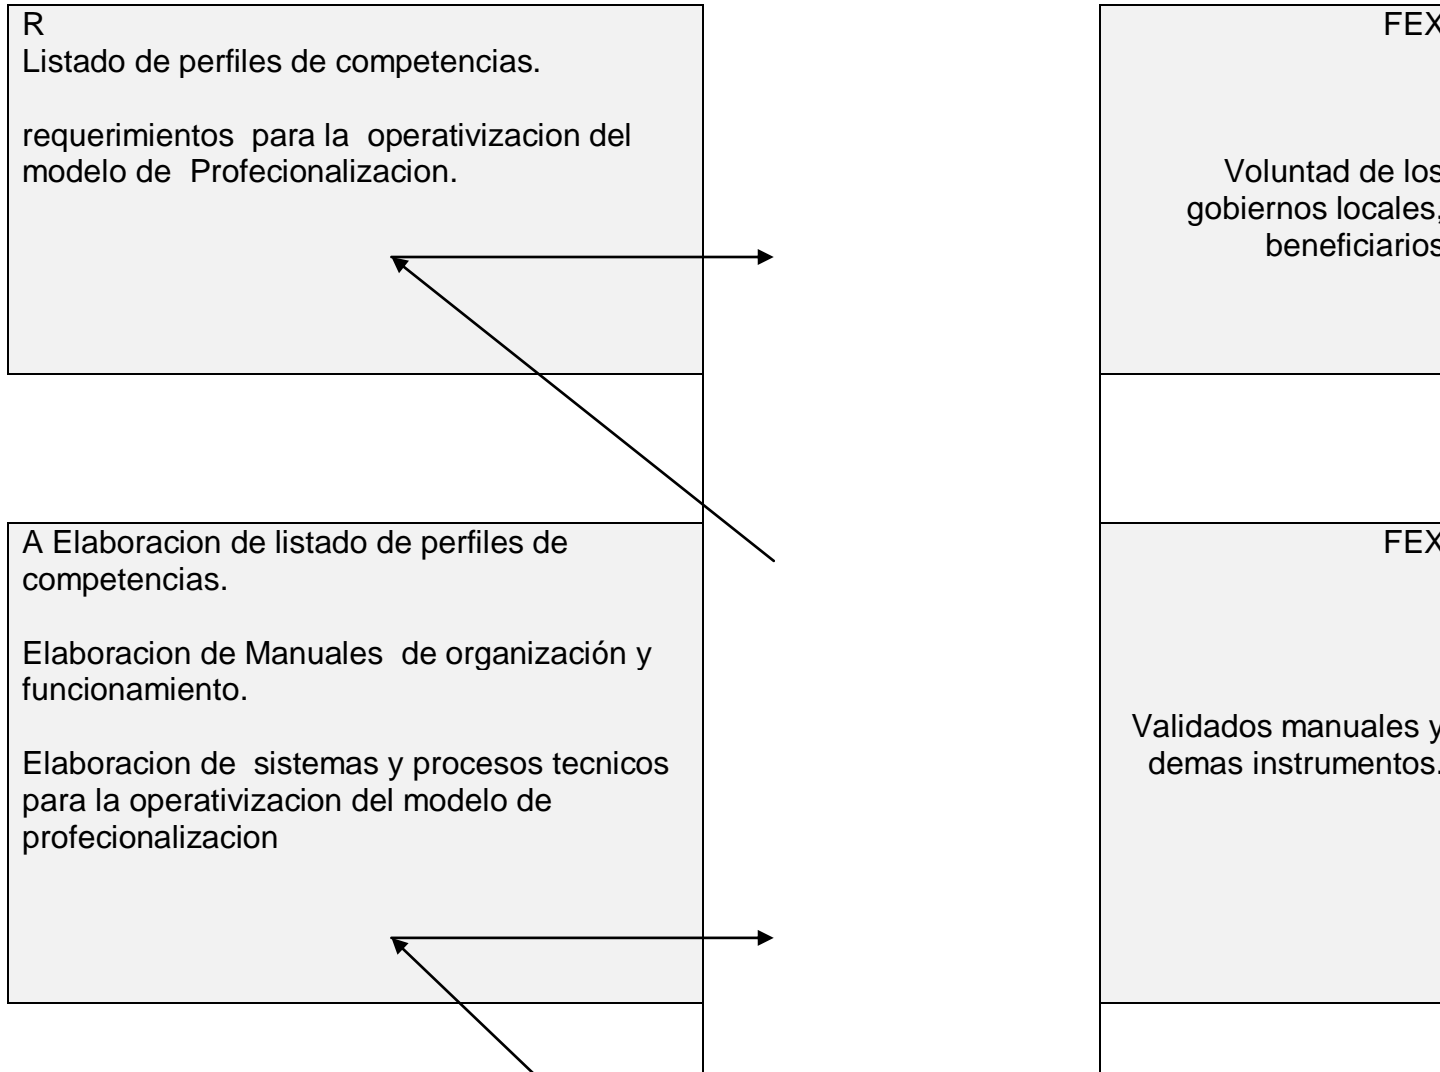 R
Listado de perfiles de competencias.
requerimientos para la operativizacion del
modelo de Profecionalizacion.
FEX
Voluntad de los
gobiernos locales,
beneficiarios
A Elaboracion de listado de perfiles de
competencias.
Elaboracion de Manuales de organización y
funcionamiento.
Elaboracion de sistemas y procesos tecnicos
para la operativizacion del modelo de
profecionalizacion
FEX
Validados manuales y
demas instrumentos.